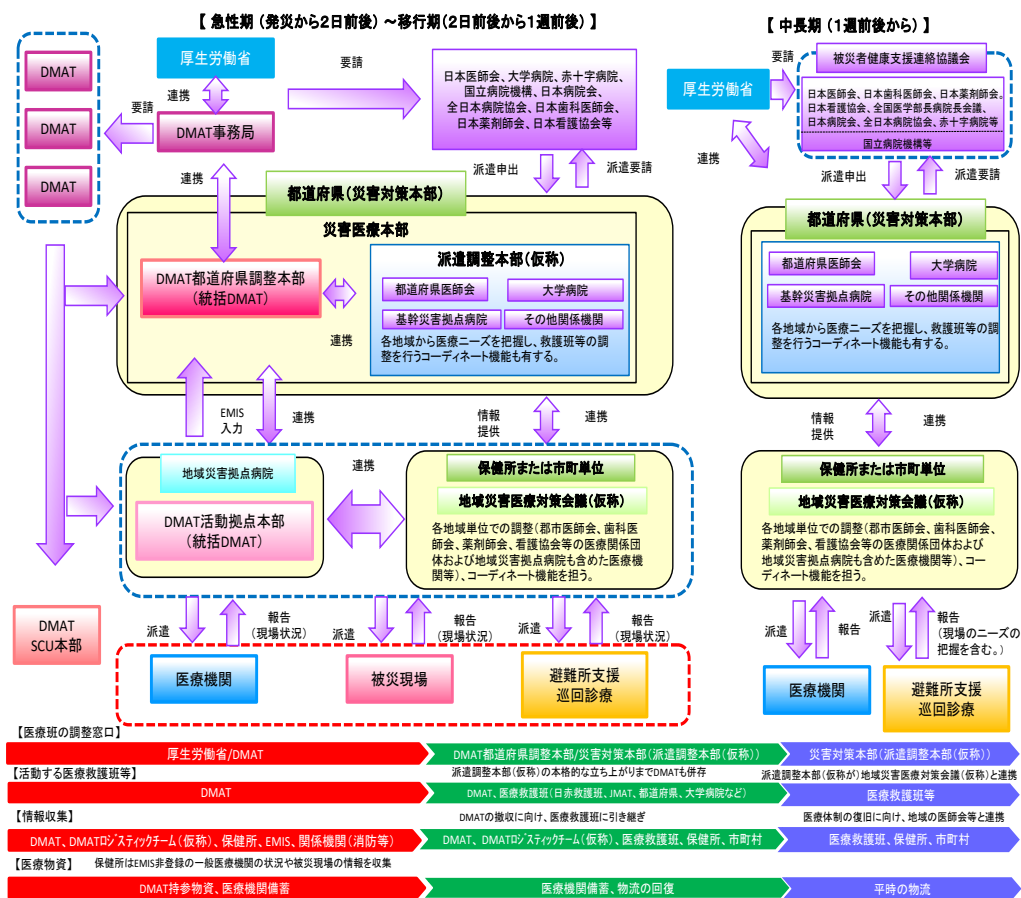 【 急性期 (発災から2日前後) ～移行期(2日前後から1週前後) 】
DMAT
DMAT
DMAT
厚生労働省
連携
要請
DMAT事務局
要請
日本医師会、大学病院、赤十字病院、
国立病院機構、日本病院会、
全日本病院協会、日本歯科医師会、
日本薬剤師会、日本看護協会等
連携
派遣申出
派遣要請
都道府県(災害対策本部)
災害医療本部
DMAT都道府県調整本部
(統括DMAT)
連携
派遣調整本部(仮称)
都道府県医師会
大学病院
基幹災害拠点病院
その他関係機関
各地域から医療ニーズを把握し、救護班等の調
整を行うコーディネート機能も有する。
EMIS
入力
連携
情報
提供
連携
地域災害拠点病院
DMAT活動拠点本部
(統括DMAT)
連携
保健所または市町単位
地域災害医療対策会議(仮称)
各地域単位での調整(郡市医師会、歯科医
師会、薬剤師会、看護協会等の医療関係団
体および地域災害拠点病院も含めた医療機
関等)、コーディネート機能を担う。
DMAT
SCU本部
派遣
報告
(現場状況)
派遣
報告
(現場状況)
派遣
報告
(現場状況)
医療機関
被災現場
避難所支援
巡回診療
【 中長期 (1週前後から) 】
厚生労働省
要請
連携
被災者健康支援連絡協議会
日本医師会、日本歯科医師会、日本薬剤師会。
日本看護協会、全国医学部長病院長会議、
日本病院会、全日本病院協会、赤十字病院等
国立病院機構等
派遣申出
派遣要請
都道府県(災害対策本部)
都道府県医師会
大学病院
基幹災害拠点病院
その他関係機関
各地域から医療ニーズを把握し、救護班等の調
整を行うコーディネート機能も有する。
情報
提供
連携
保健所または市町単位
地域災害医療対策会議(仮称)
各地域単位での調整(郡市医師会、歯科医師会、
薬剤師会、看護協会等の医療関係団体および
地域災害拠点病院も含めた医療機関等)、コー
ディネート機能を担う。
派遣
報告
派遣
報告
(現場のニーズの
把握を含む。)
医療機関
避難所支援
巡回診療
【医療班の調整窓口】
厚生労働省/DMAT
DMAT都道府県調整本部/災害対策本部(派遣調整本部(仮称))
災害対策本部(派遣調整本部(仮称))
【活動する医療救護班等】
派遣調整本部(仮称)の本格的な立ち上がりまでDMATも併存
派遣調整本部(仮称が)地域災害医療対策会議(仮称)と連携
DMAT
DMAT、医療救護班(日赤救護班、JMAT、都道府県、大学病院など)
医療救護班等
【情報収集】
DMATの撤収に向け、医療救護班に引き継ぎ
医療体制の復旧に向け、地域の医師会等と連携
DMAT、DMATロジスティックチーム(仮称)、保健所、EMIS、関係機関(消防等)
DMAT、DMATロジスティックチーム(仮称)、医療救護班、保健所、市町村
医療救護班、保健所、市町村
【医療物資】
保健所はEMIS非登録の一般医療機関の状況や被災現場の情報を収集
DMAT持参物資、医療機関備蓄
医療機関備蓄、物流の回復
平時の物流